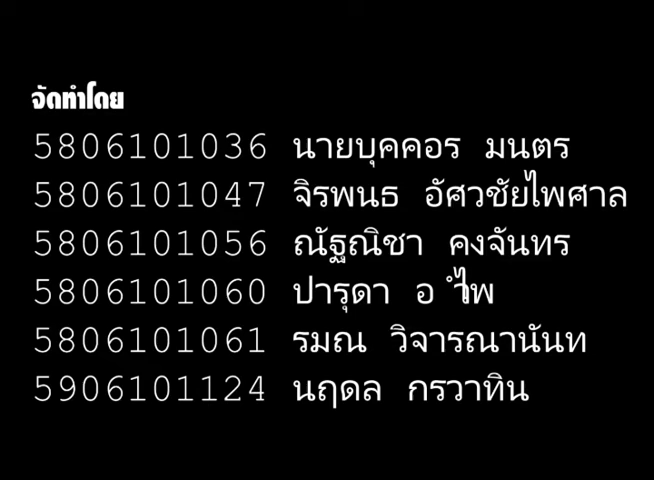 จัดทำโดย
5806101036 นายบุคคอร มนตร
5806101047 จิรพนธ อัศวชัยไพศาล
5806101056 ณัฐณิชา คงจันทร
5806101060 ปารุดา อำไพ
5806101061 รมณ วิจารณานันท
5906101124 นฤดล กรวาทิน